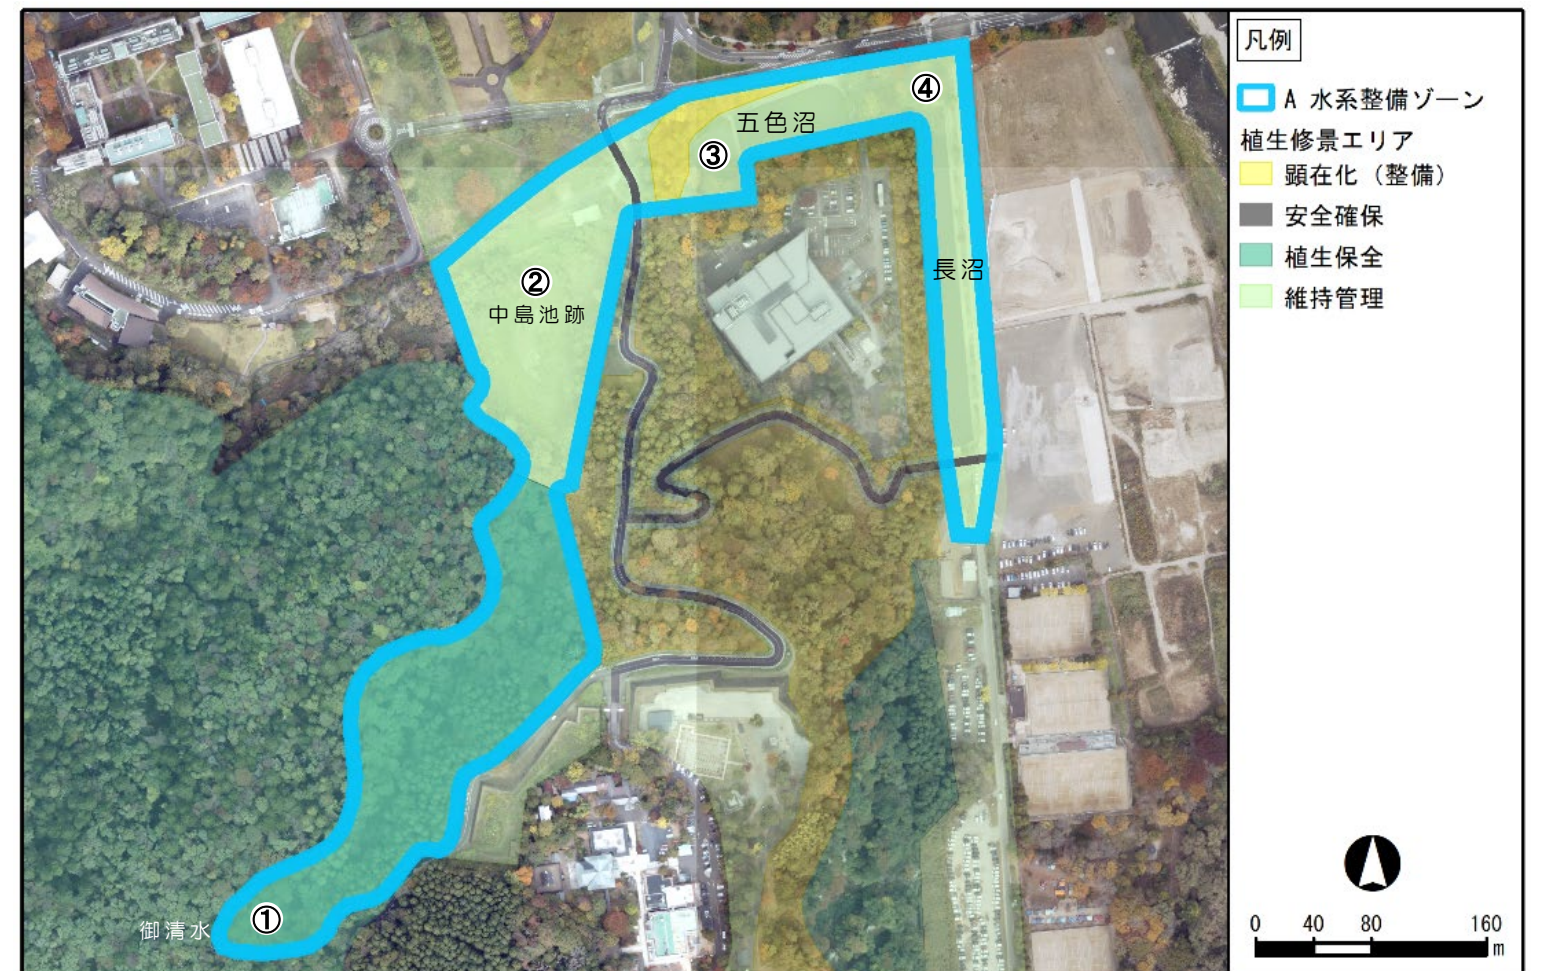 ④
五色沼
③
長沼
②
中島池跡
御清水
①
凡例
A 水系整備ゾーン
植生修景エリア
顕在化（整備）
安全確保
植生保全
維持管理
0 40 80 160
m